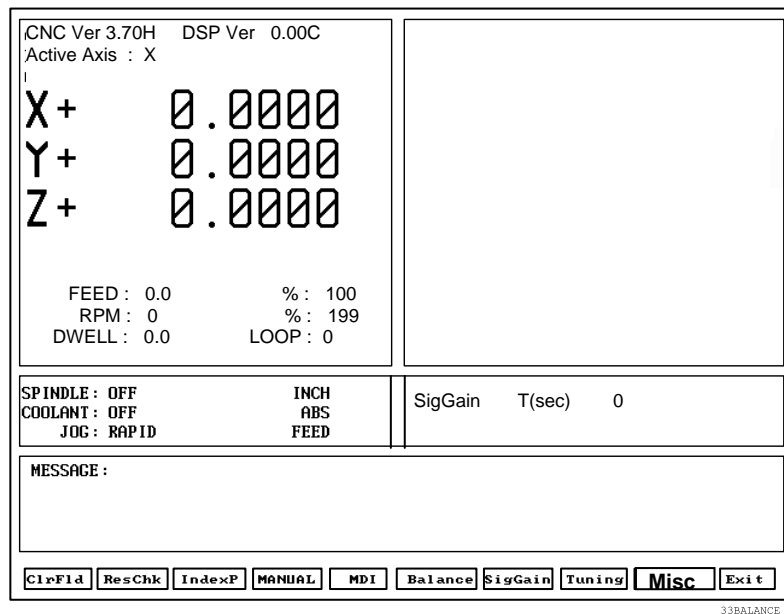 CNC Ver 3.70H DSP Ver 0.00C
Active Axis : X
X+ 0.0000
Y+ 0.0000
Z+ 0.0000
FEED : 0.0 % : 100
RPM : 0 % : 199
DWELL : 0.0 LOOP : 0
SPINDLE: OFF INCH
COOLANT: OFF ABS
JOG: RAPID FEED
SigGain T(sec) 0
MESSAGE:
ClrFld ResChk IndexP MANUAL MDI Balance SigGain Tuning Misc Exit
33BALANCE